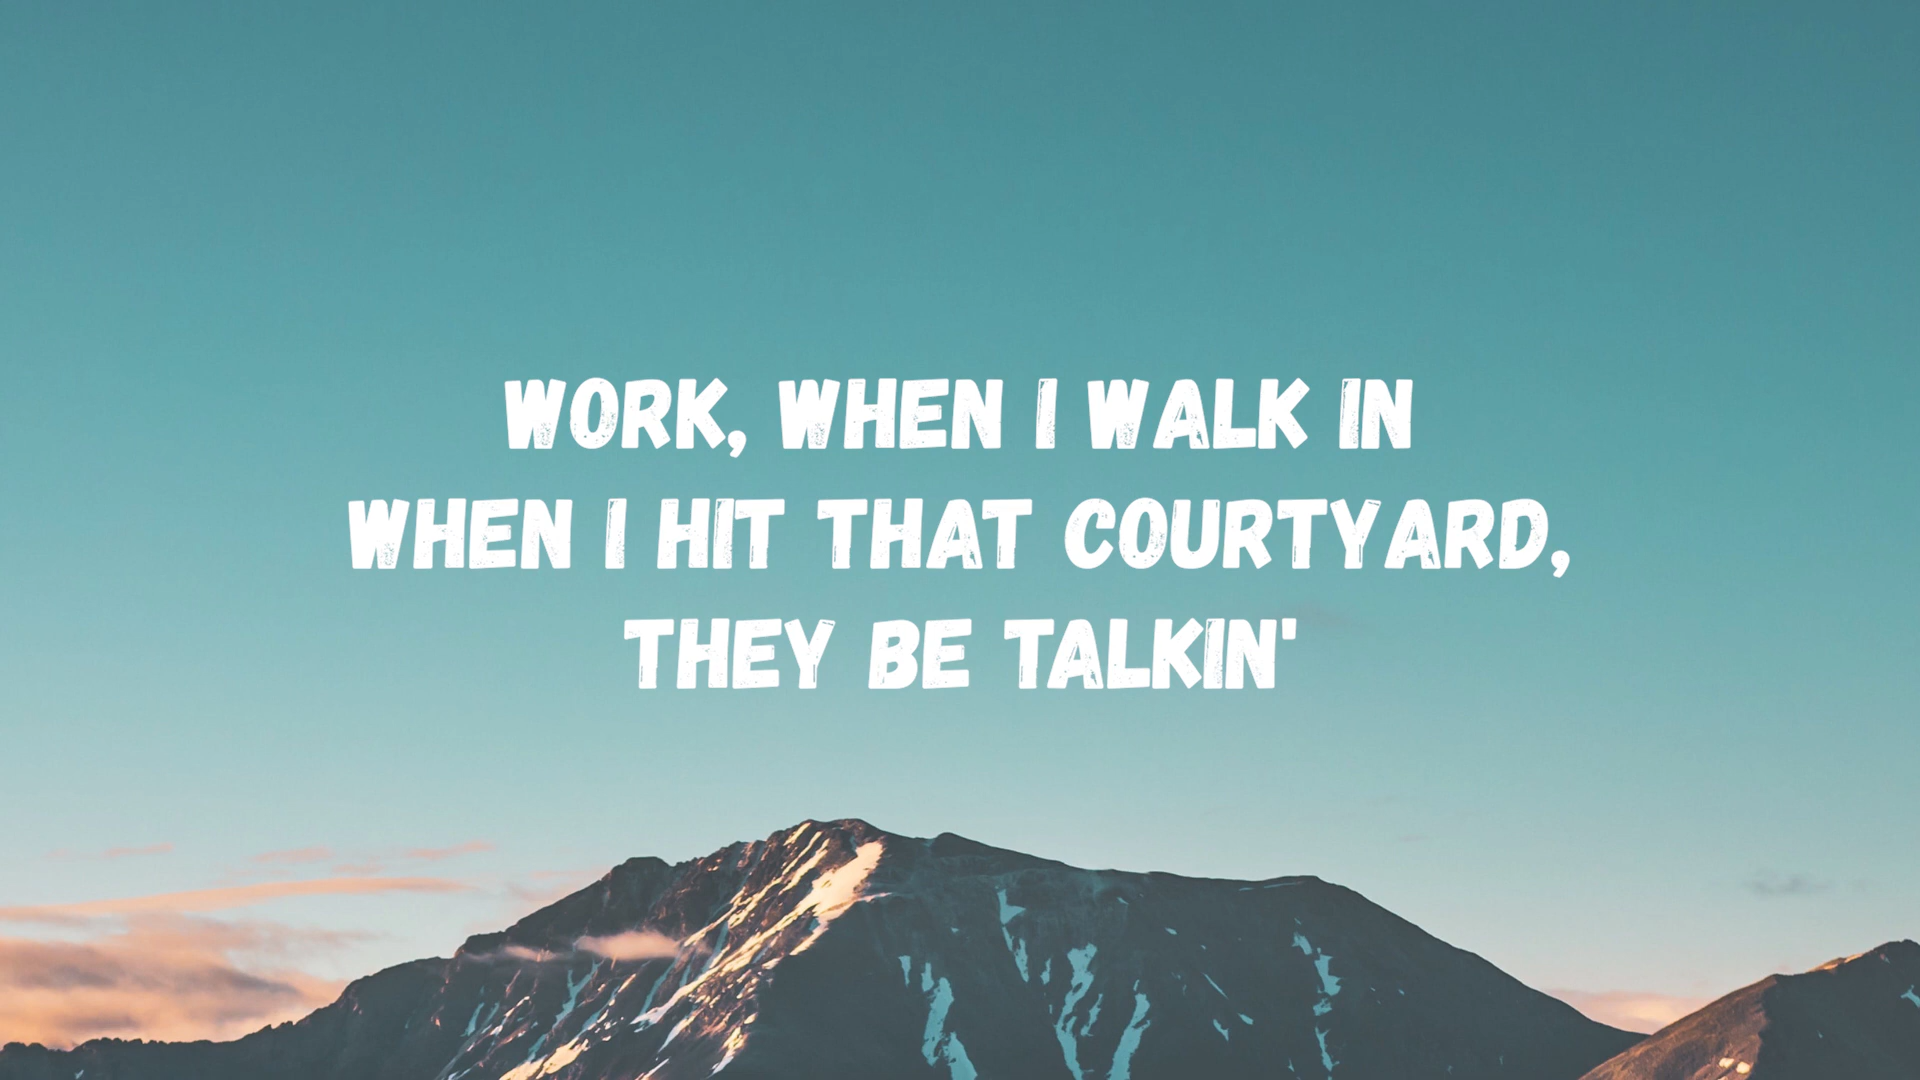 WORK, WHEN I WALK IN
WHEN I HIT THAT COURTYARD,
THEY BE TALKIN'